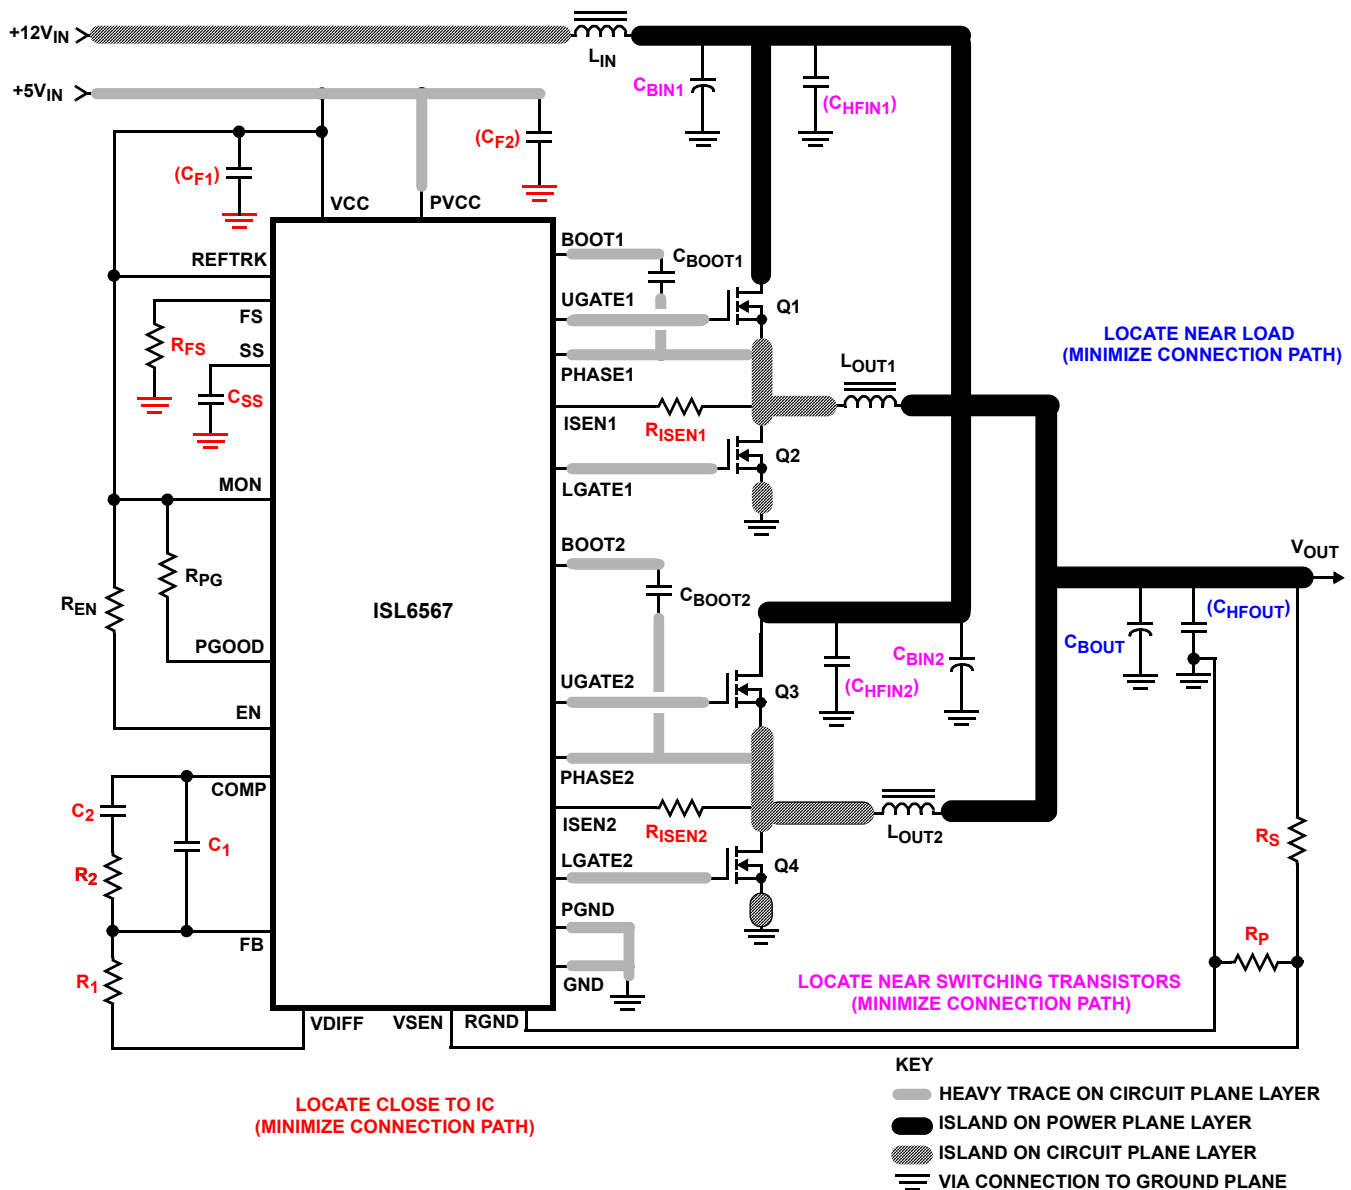 +12VIN
LIN
CBIN1
(CHFIN1)
+5VIN
(CF1)
(CF2)
VCC
PVCC
REFTRK
FS
RFS
SS
CSS
MON
RPG
REN
PGOOD
EN
COMP
C2
C1
R2
FB
R1
VDIFF
VSEN
RGND
ISL6567
BOOT1
CBOOT1
UGATE1
Q1
PHASE1
LOUT1
ISEN1
RISEN1
Q2
LGATE1
BOOT2
CBOOT2
UGATE2
Q3
(CHFIN2)
CBIN2
PHASE2
ISEN2
RISEN2
LOUT2
LGATE2
Q4
PGND
GND
LOCATE NEAR LOAD
(MINIMIZE CONNECTION PATH)
VOUT
CBOUT
(CHFOUT)
RS
RP
LOCATE NEAR SWITCHING TRANSISTORS
(MINIMIZE CONNECTION PATH)
LOCATE CLOSE TO IC
(MINIMIZE CONNECTION PATH)
KEY
HEAVY TRACE ON CIRCUIT PLANE LAYER
ISLAND ON POWER PLANE LAYER
ISLAND ON CIRCUIT PLANE LAYER
VIA CONNECTION TO GROUND PLANE